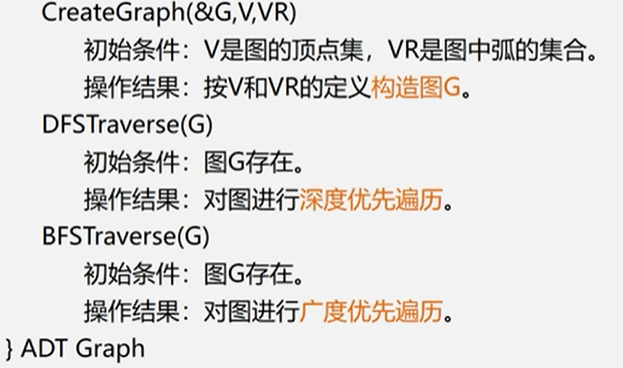 CreateGraph(&G,V,VR)
初始条件：V是图的顶点集，VR是图中弧的集合。
操作结果：按V和VR的定义构造图G。
DFSTraverse(G)
初始条件：图G存在。
操作结果：对图进行深度优先遍历。
BFSTraverse(G)
初始条件：图G存在。
操作结果：对图进行广度优先遍历。
} ADT Graph